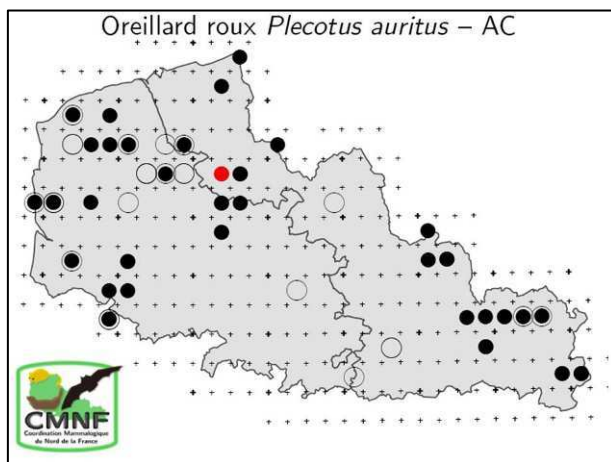 Oreillard roux Plecotus auritus – AC
CMNF
Coordination Mammalogique
du Nord de la France